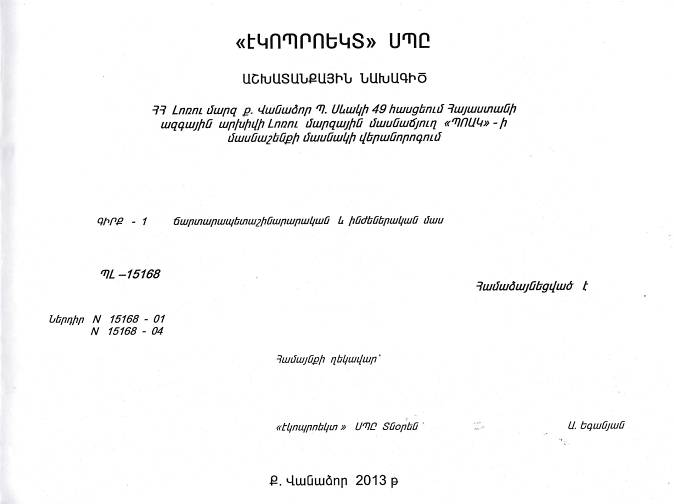 «ԷԿՈՊՐՈԵԿՏ» ՍՊԸ
ԱՇԽԱՏԱՆՔԱՅԻՆ ՆԱԽԱԳԻԾ
ՀՀ Լոռու մարզ ք. Վանաձոր Պ. Սևակի 49 հասցեում Հայաստանի
ազգային արխիվի Լոռու մարզային մասնաճյուղ «ՊՈԱԿ» - ի
մասնաշենքի մասնակի վերանորոգում
ԳԻՐՔ - 1 ճարտարապետաշինարարական և ինժեներական մաս
ՊԼ –15168
Համաձայնեցված է
Ներդիր N 15168 - 01
N 15168 - 04
Համայնքի ղեկավար՝
«էկոպրոեկտ» ՍՊԸ Տնօրեն՝ Ա. Եգանյան
Ք. Վանաձոր 2013 թ